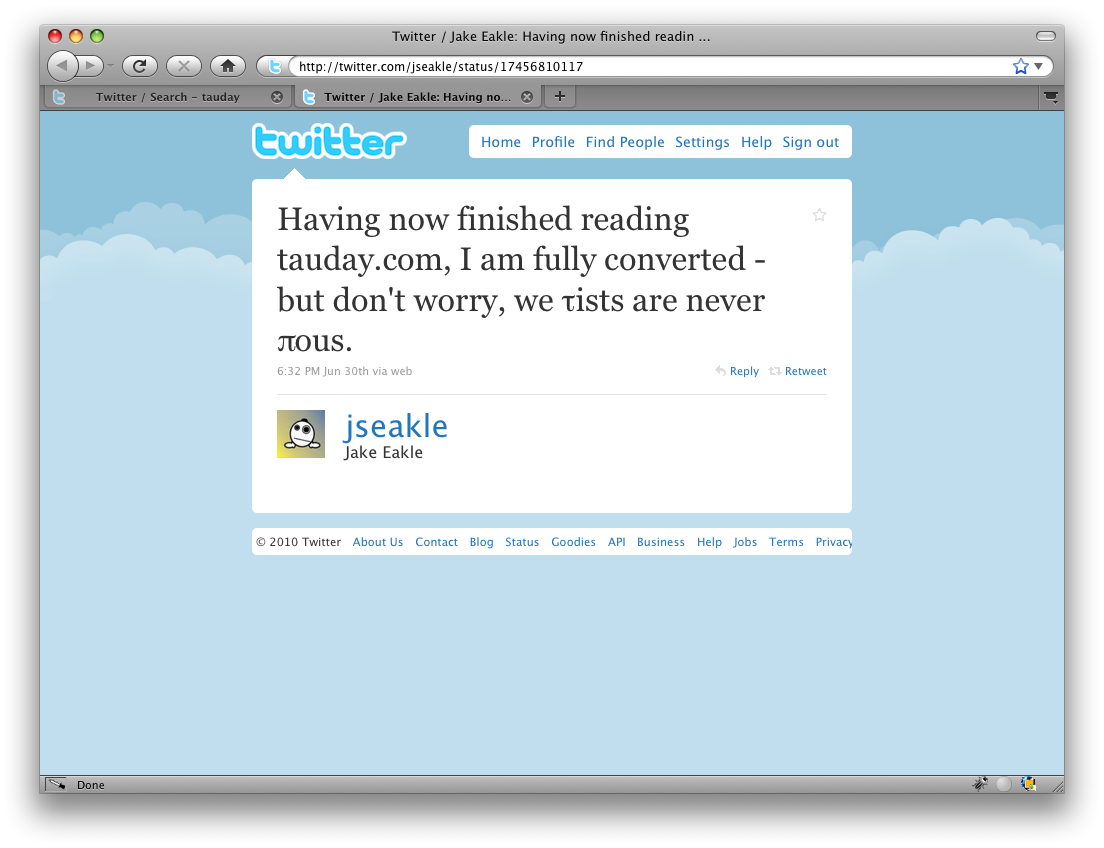 Twitter / Jake Eakle: Having now finished readin ...
http://twitter.com/jseakle/status/17456810117
Twitter / Search - tauday
Twitter / Jake Eakle: Having no...
twitter
Home Profile Find People Settings Help Sign out
Having now finished reading
tauday.com, I am fully converted -
but don't worry, we τists are never
πous.
6:32 PM Jun 30th via web
Reply Retweet
jseakle
Jake Eakle
© 2010 Twitter About Us Contact Blog Status Goodies API Business Help Jobs Terms Privacy
Done